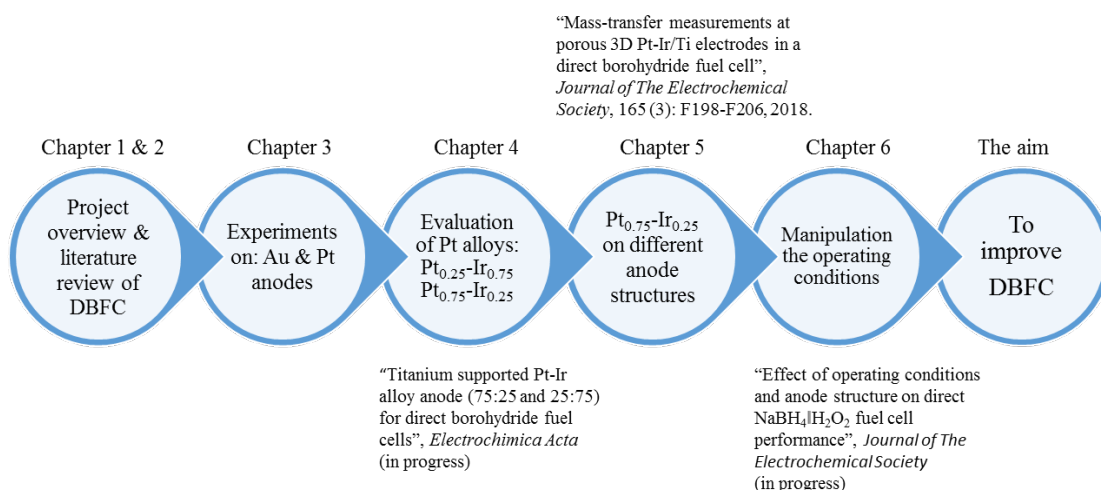 “Mass-transfer measurements at
porous 3D Pt-Ir/Ti electrodes in a
direct borohydride fuel cell”,
Journal of The Electrochemical
Society, 165 (3): F198-F206, 2018.
Chapter 1 & 2
Project
overview &
literature
review of
DBFC
Chapter 3
Experiments
on: Au & Pt
anodes
Chapter 4
Evaluation
of Pt alloys:
Pt0.25-Ir0.75
Pt0.75-Ir0.25
Chapter 5
Pt0.75-Ir0.25
on different
anode
structures
Chapter 6
Manipulation
the operating
conditions
The aim
To
improve
DBFC
“Titanium supported Pt-Ir
alloy anode (75:25 and 25:75)
for direct borohydride fuel
cells”, Electrochimica Acta
(in progress)
“Effect of operating conditions
and anode structure on direct
NaBH4||H2O2 fuel cell
performance”, Journal of The
Electrochemical Society
(in progress)